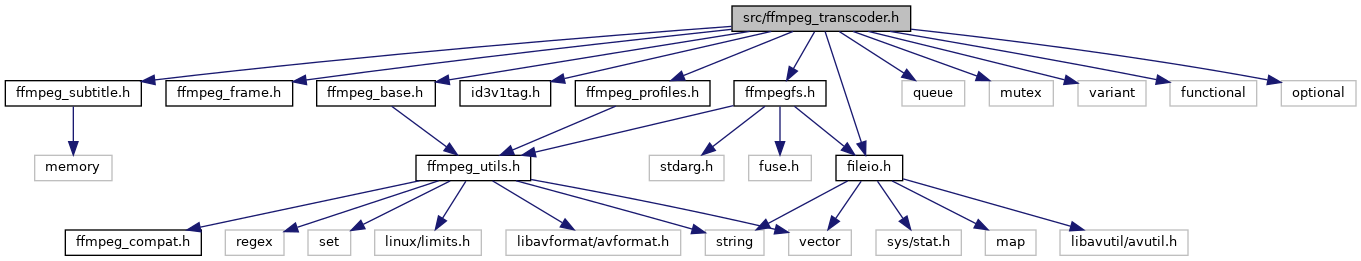 src/ffmpeg_transcoder.h
ffmpeg_subtitle.h
ffmpeg_frame.h
ffmpeg_base.h
id3v1tag.h
ffmpeg_profiles.h
ffmpegfs.h
queue
mutex
variant
functional
optional
memory
ffmpeg_utils.h
stdarg.h
fuse.h
fileio.h
ffmpeg_compat.h
regex
set
linux/limits.h
libavformat/avformat.h
string
vector
sys/stat.h
map
libavutil/avutil.h